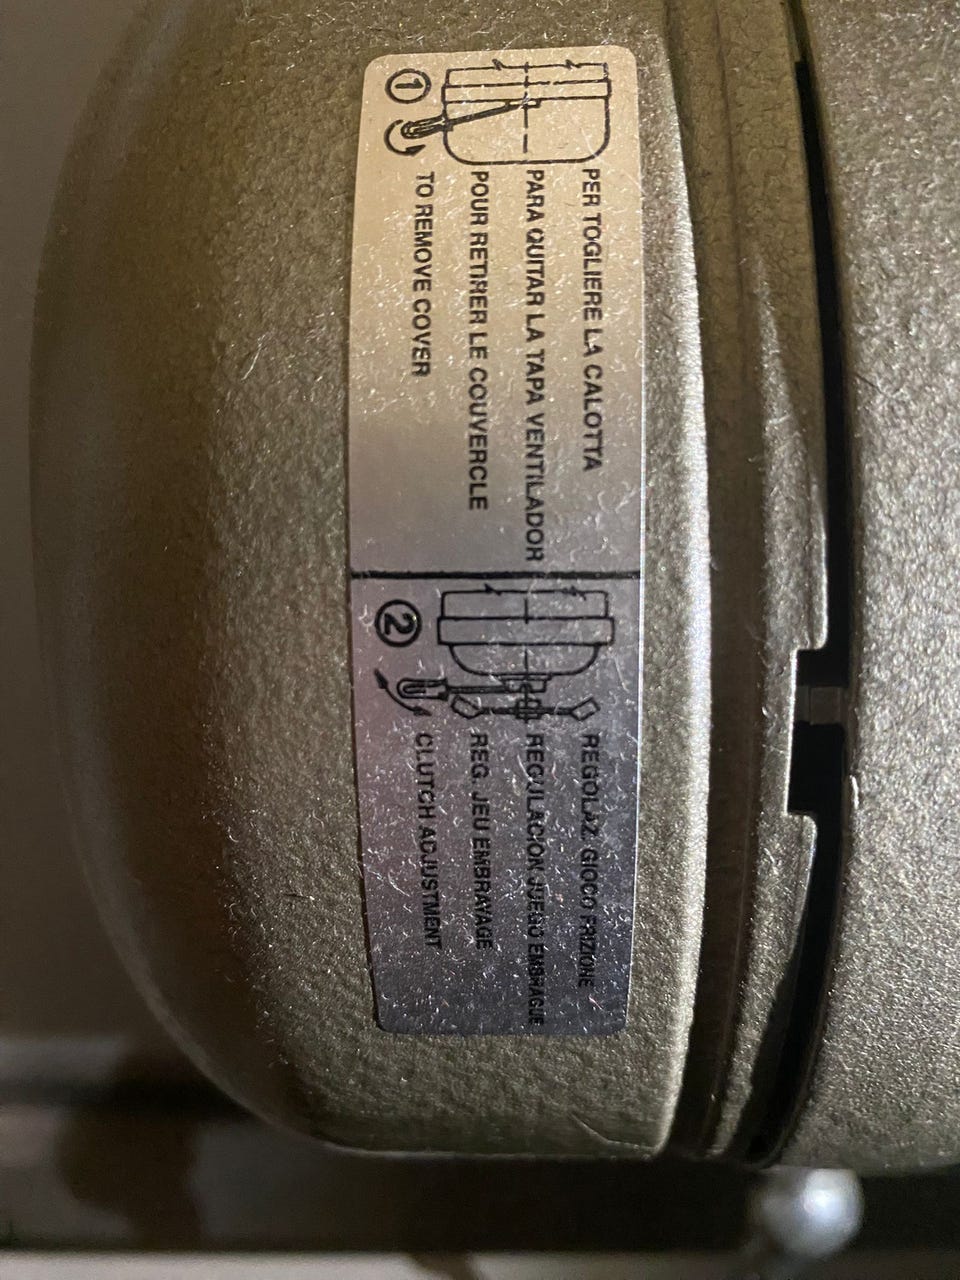 1
PER TOGLIERE LA CALOTTA
PARA QUITAR LA TAPA VENTILADOR
POUR RETIRER LE COUVERCLE
TO REMOVE COVER
2
REGOLAZ. GIOCO FRIZIONE
REGULACION JUEGO EMBRAGUE
REG. JEU EMBRAYAGE
CLUTCH ADJUSTMENT